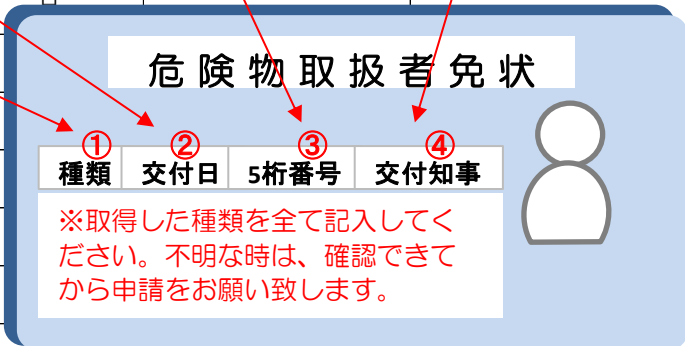 危険物取扱者免状
① ② ③ ④
種類 交付日 5桁番号 交付知事
※取得した種類を全て記入してく
ださい。不明な時は、確認できて
から申請をお願い致します。